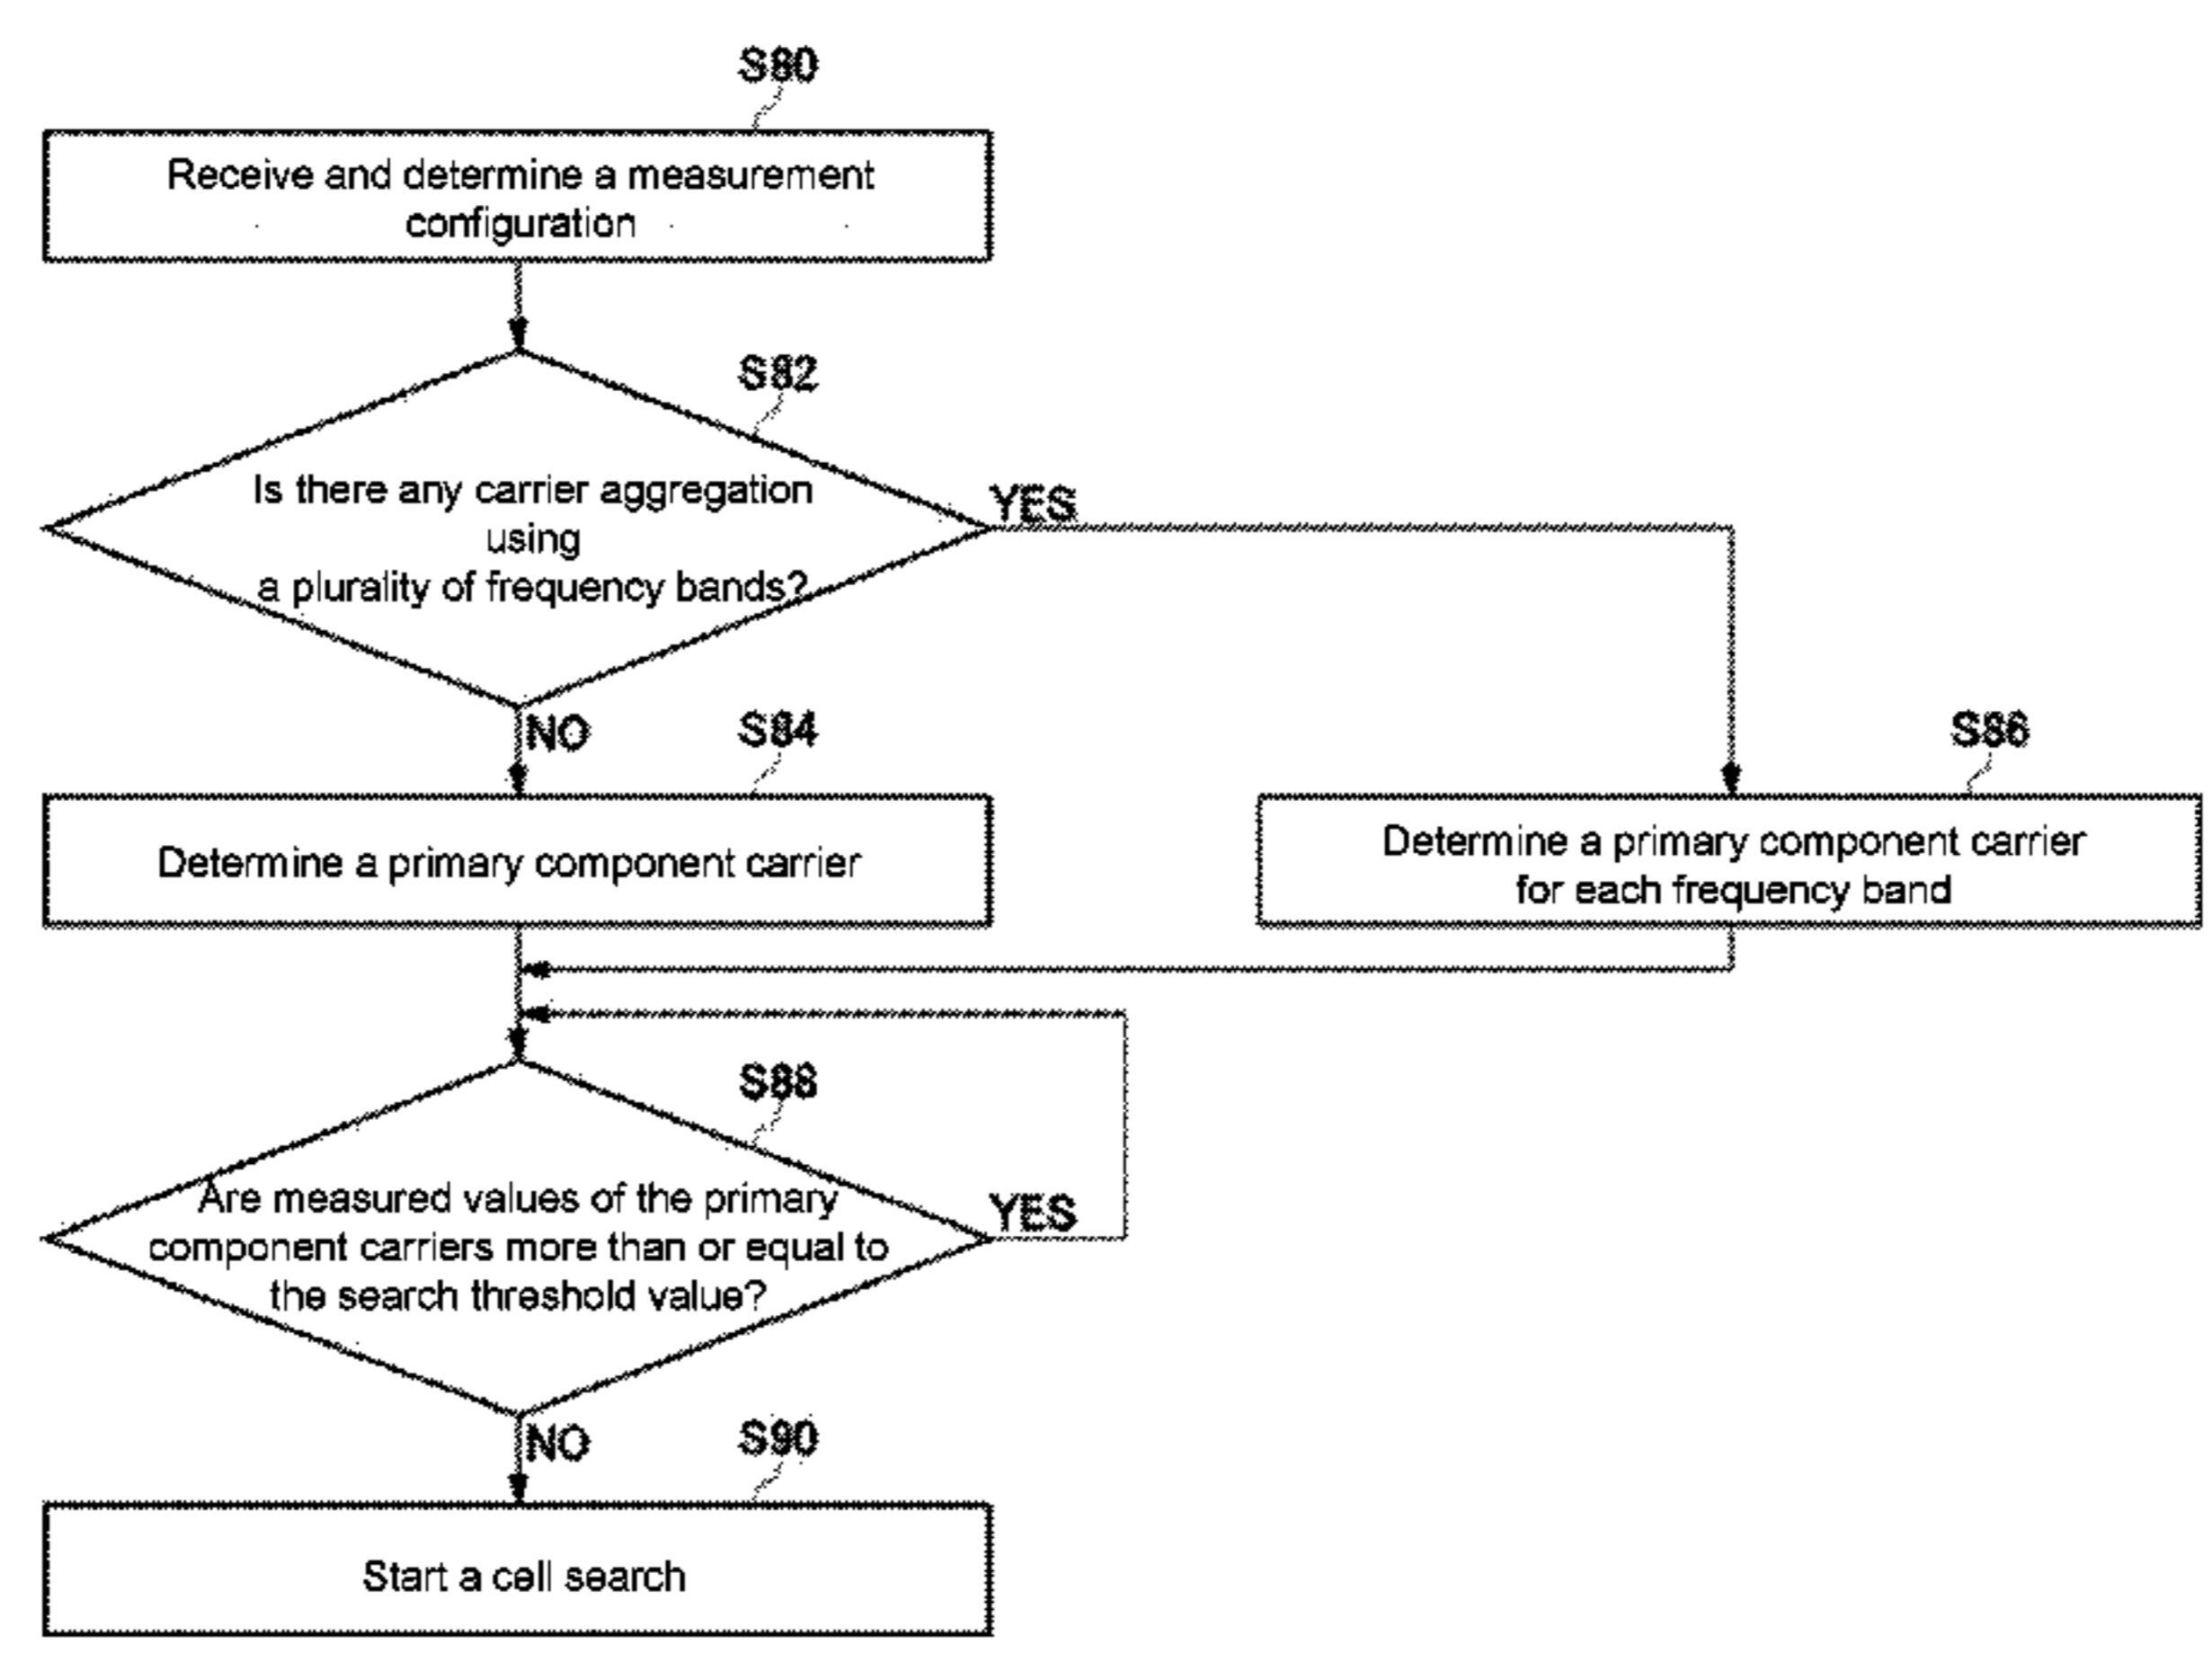 S80
Receive and determine a measurement
configuration
S82
Is there any carrier aggregation
using
a plurality of frequency bands?
YES
NO
S84
S86
Determine a primary component carrier
Determine a primary component carrier
for each frequency band
S88
Are measured values of the primary
component carriers more than or equal to
the search threshold value?
YES
NO
S90
Start a cell search